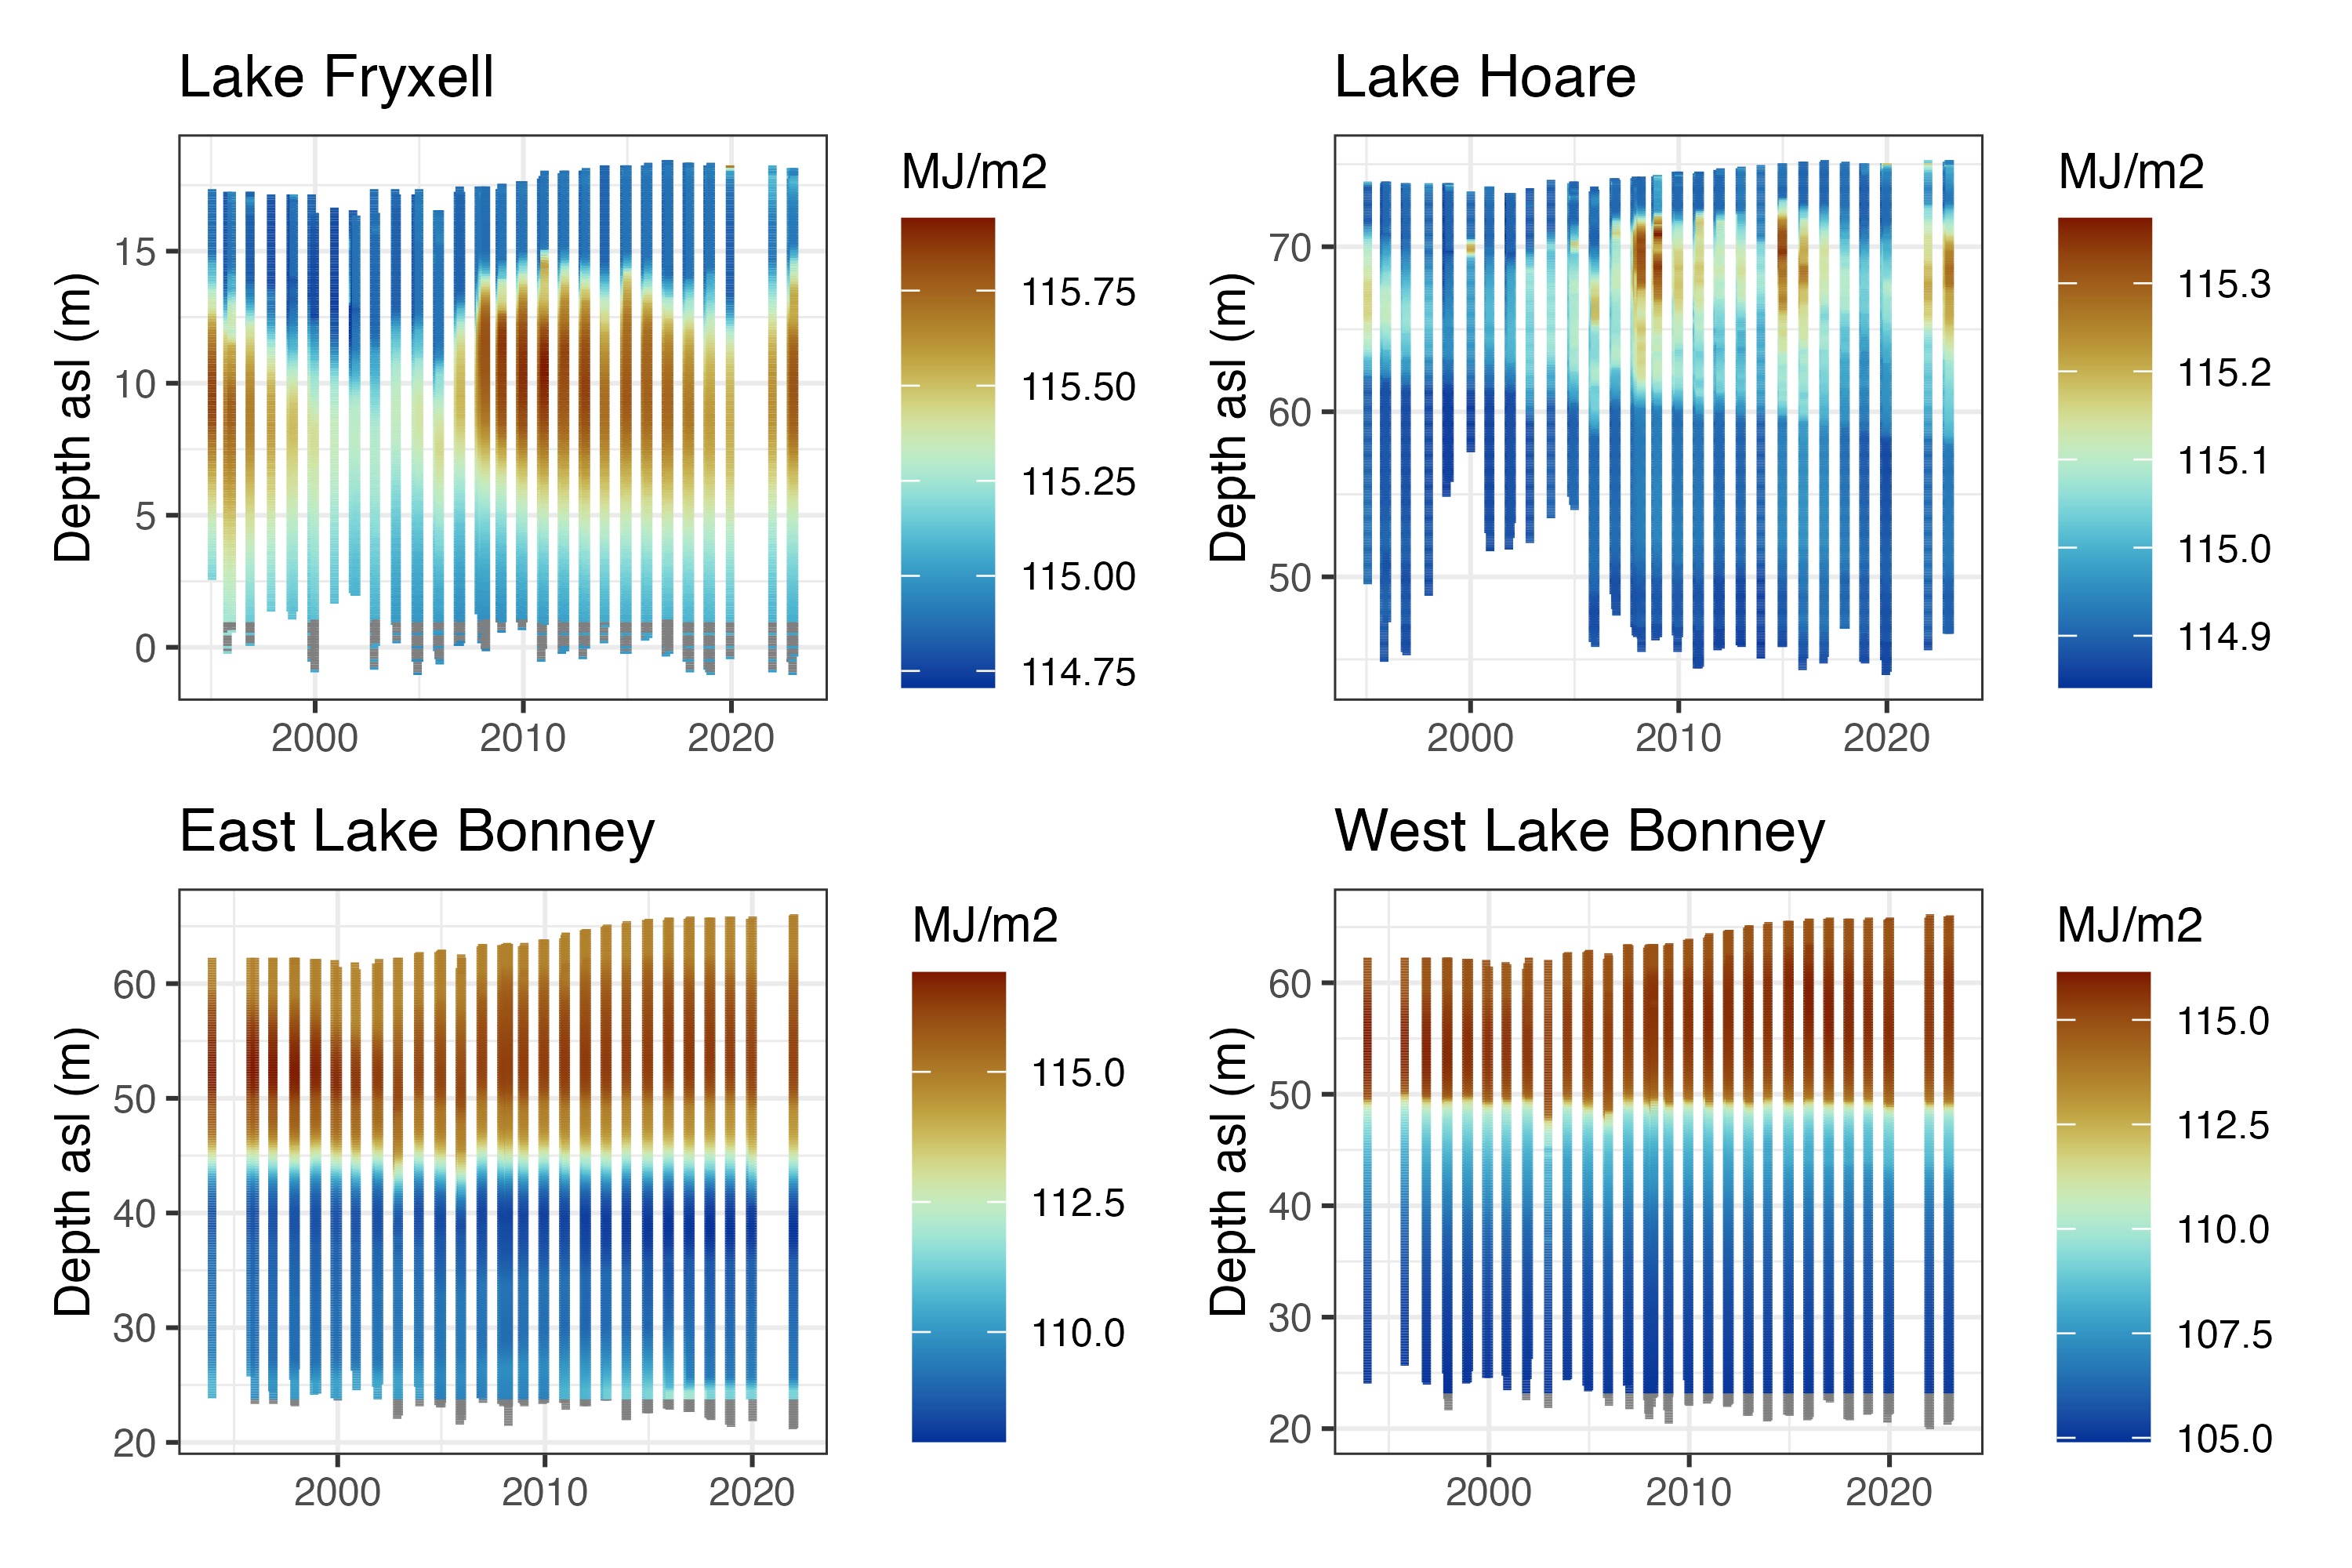 Lake Fryxell
Depth asl (m)
15
10
5
0
2000 2010 2020
MJ/m2
115.75
115.50
115.25
115.00
114.75
Lake Hoare
Depth asl (m)
70
60
50
2000 2010 2020
MJ/m2
115.3
115.2
115.1
115.0
114.9
East Lake Bonney
Depth asl (m)
60
50
40
30
20
2000 2010 2020
MJ/m2
115.0
112.5
110.0
West Lake Bonney
Depth asl (m)
60
50
40
30
20
2000 2010 2020
MJ/m2
115.0
112.5
110.0
107.5
105.0